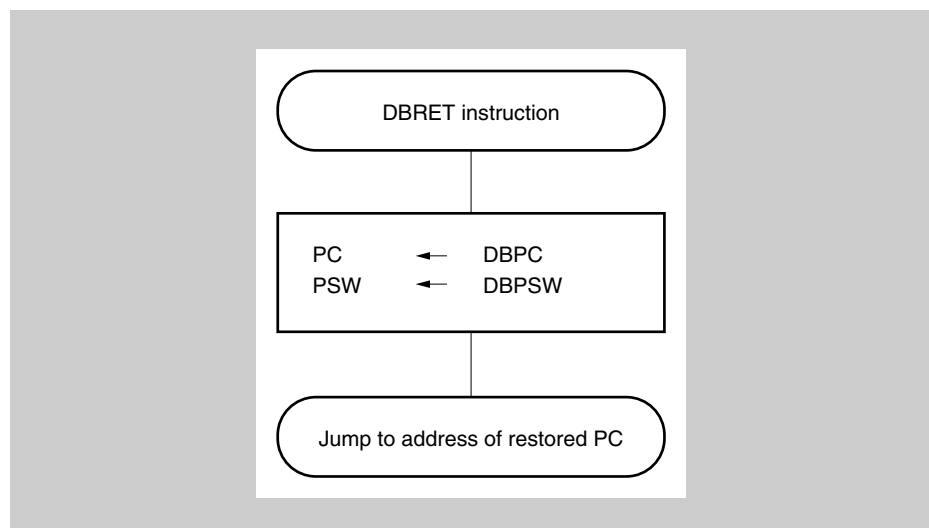 DBRET instruction
PC ← DBPC
PSW ← DBPSW
Jump to address of restored PC